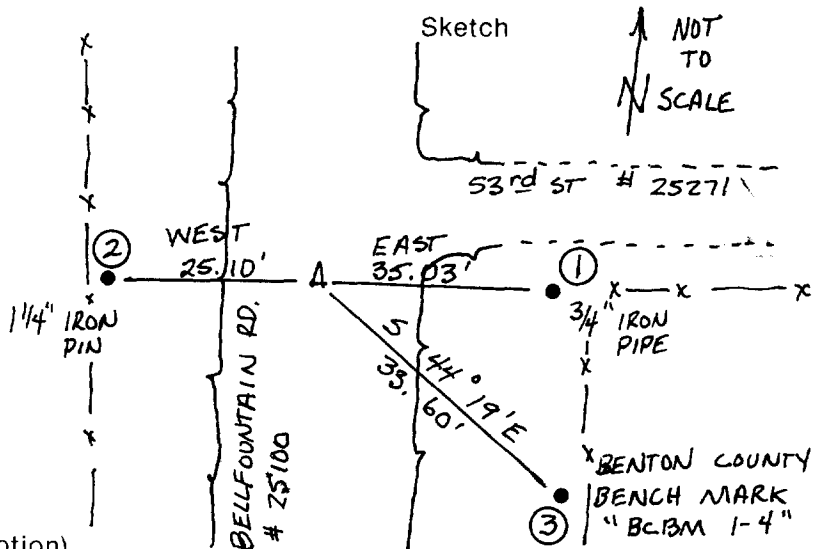 Sketch
NOT
TO
N SCALE
53rd ST # 25271
WEST
25.10'
②
EAST
35.03'
①
1 1/4" IRON
PIN
3/4" IRON
PIPE
S 44° 19' E
33.60'
BELLFOUNTAIN RD.
# 25100
BENTON COUNTY
BENCH MARK
"BCBM 1-4"
③
otion)